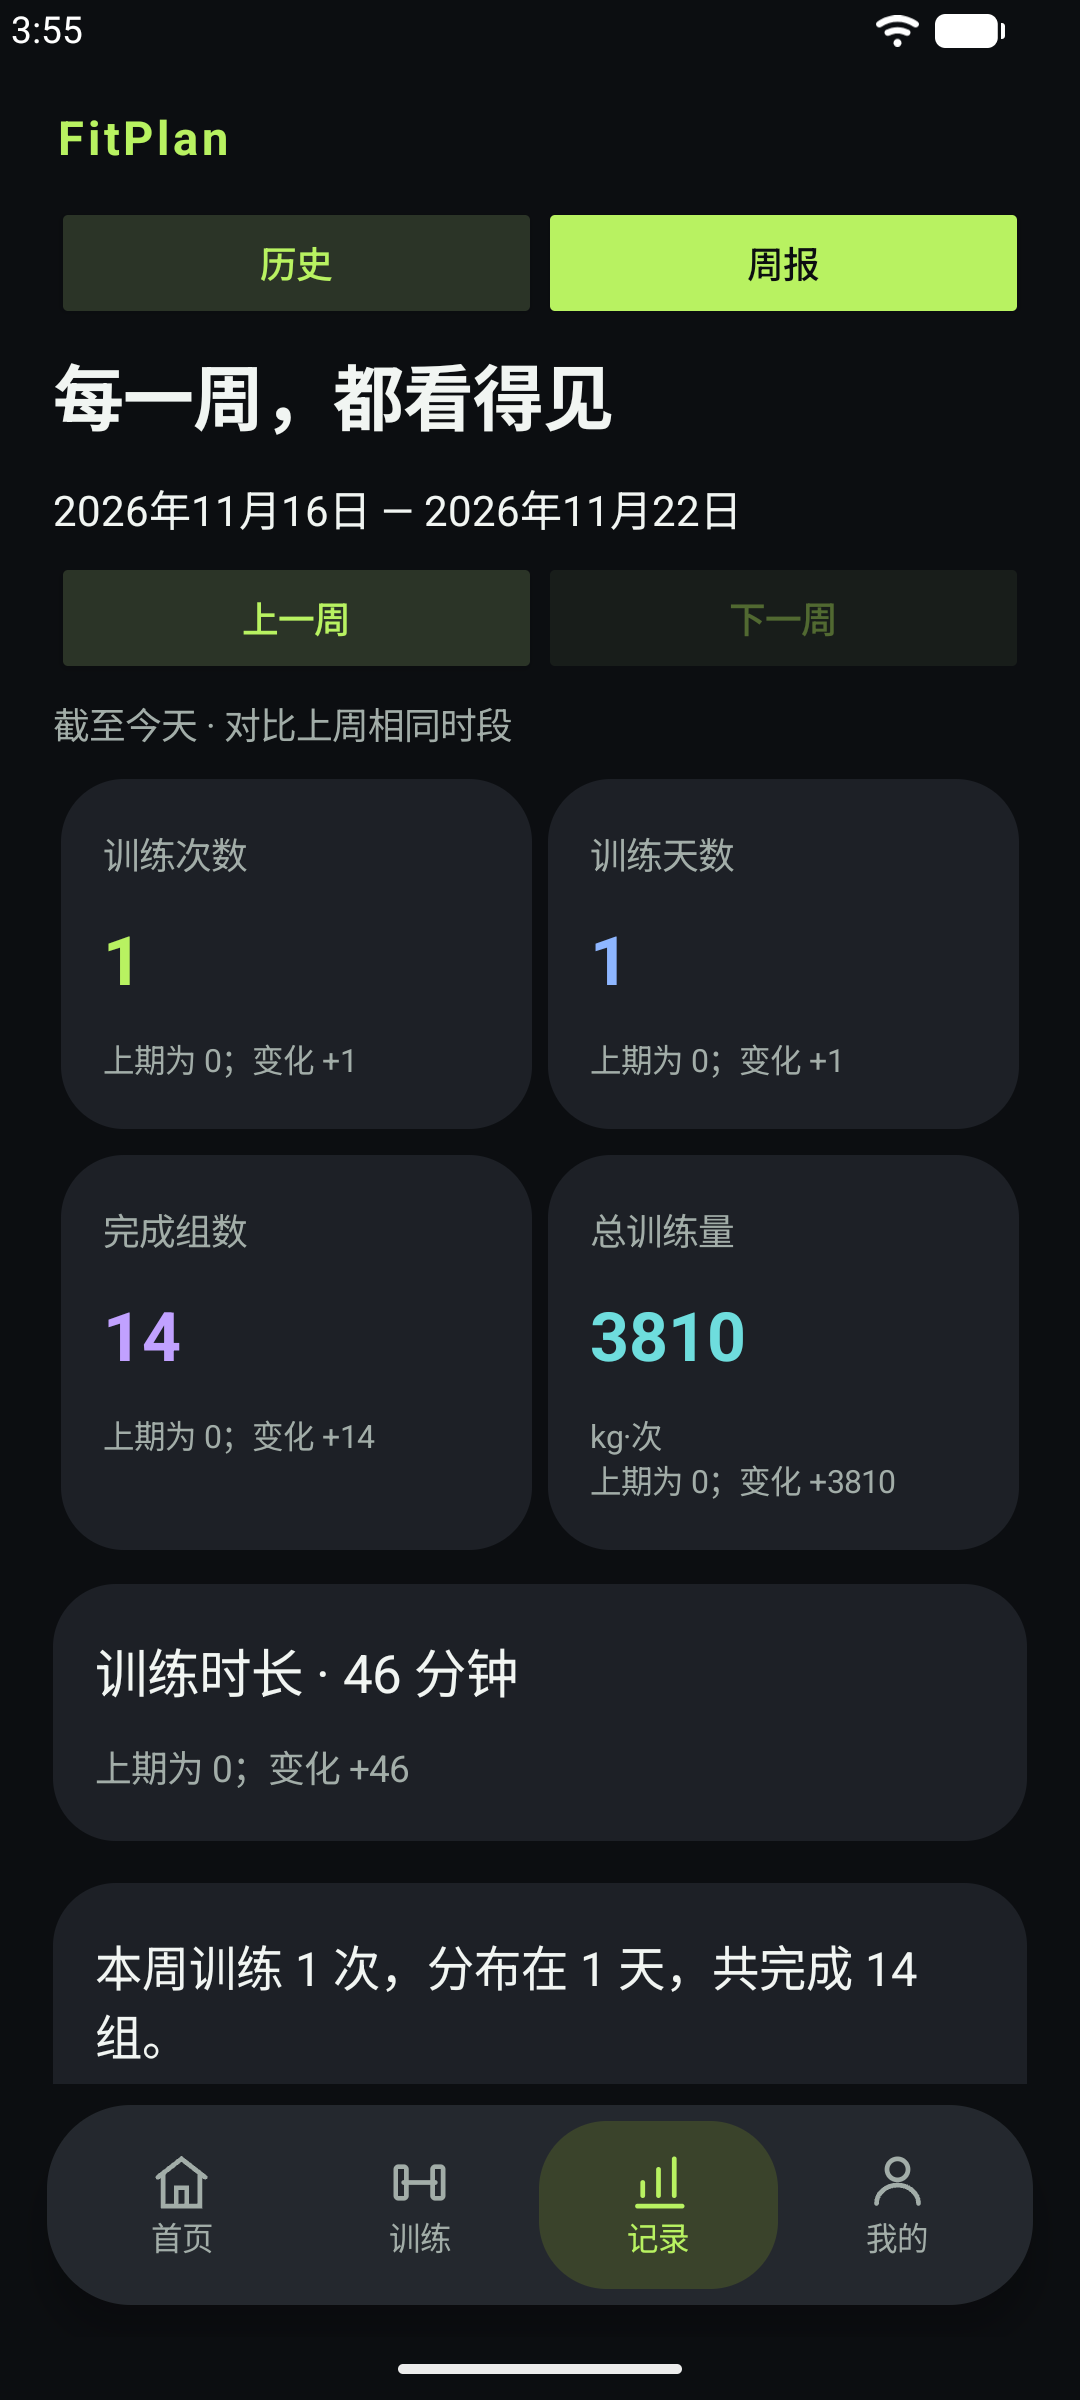 3:55
FitPlan
历史
周报
每一周，都看得见
2026年11月16日 — 2026年11月22日
上一周
下一周
截至今天 · 对比上周相同时段
训练次数
1
上期为 0；变化 +1
训练天数
1
上期为 0；变化 +1
完成组数
14
上期为 0；变化 +14
总训练量
3810
kg·次
上期为 0；变化 +3810
训练时长 · 46 分钟
上期为 0；变化 +46
本周训练 1 次，分布在 1 天，共完成 14
组。
首页
训练
记录
我的